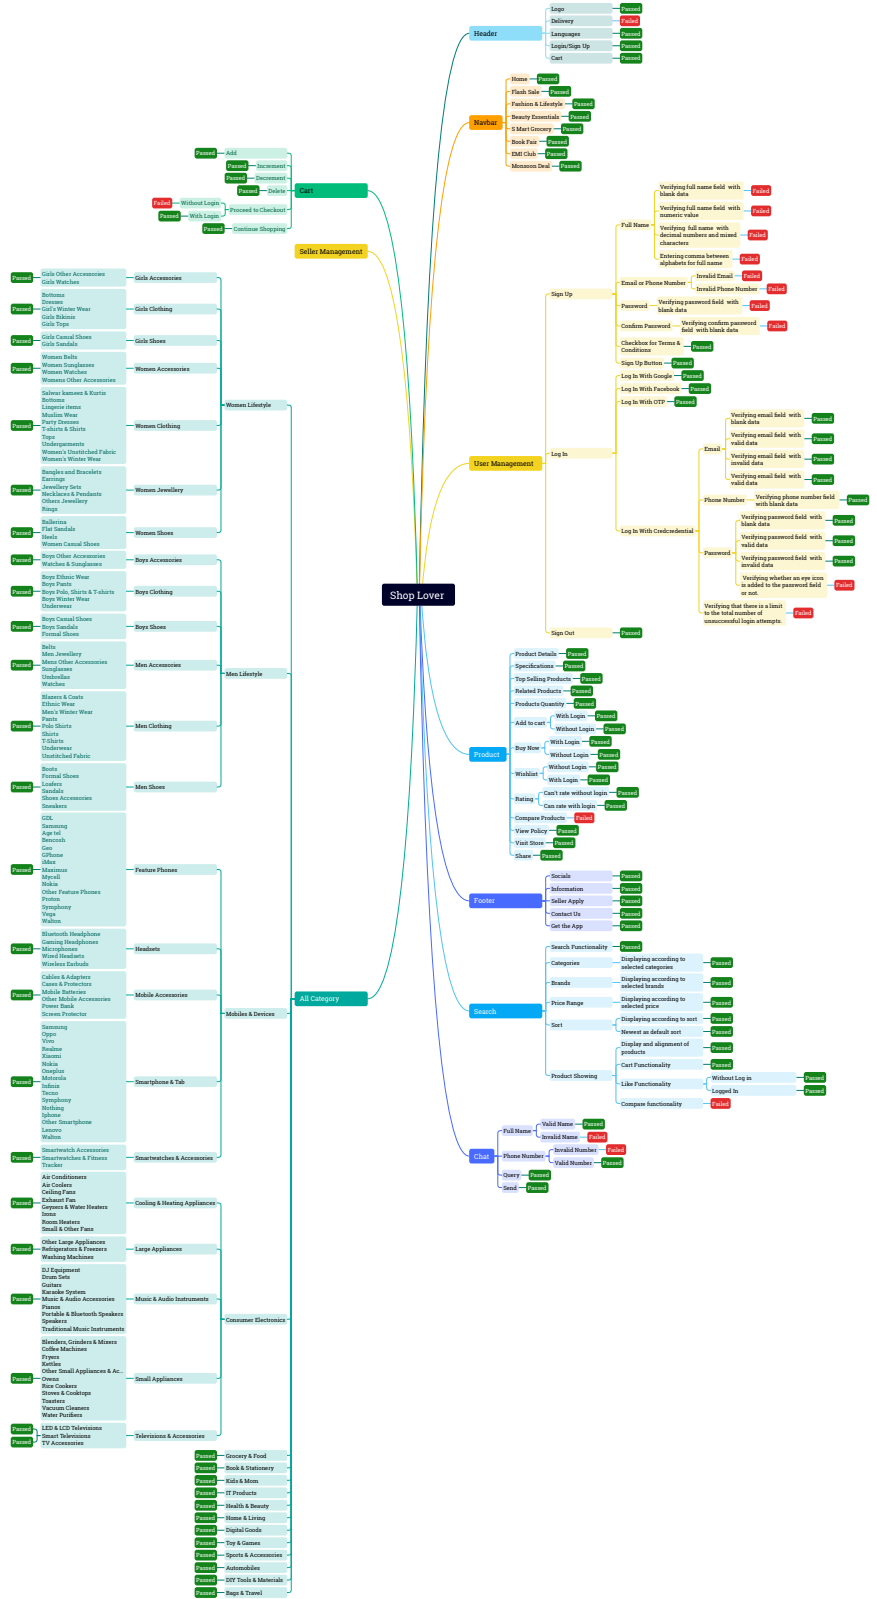 Shop Lover
Header
Logo Passed
Delivery Failed
Languages Passed
Login/Sign Up Passed
Cart Passed
Navbar
Home Passed
Flash Sale Passed
Fashion & Lifestyle Passed
Beauty Essentials Passed
S Mart Grocery Passed
Book Fair Passed
EMI Club Passed
Monsoon Deal Passed
User Management
Sign Up
Full Name
Verifying full name field with
blank data
Failed
Verifying full name field with
numeric value
Failed
Verifying full name with
decimal numbers and mixed
characters
Failed
Entering comma between
alphabets for full name
Failed
Email or Phone Number
Invalid Email Failed
Invalid Phone Number Failed
Password
Verifying password field with
blank data
Failed
Confirm Password
Verifying confirm password
field with blank data
Failed
Checkbox for Terms &
Conditions
Passed
Sign Up Button Passed
Log In
Log In With Google Passed
Log In With Facebook Passed
Log In With OTP Passed
Log In With Credcredential
Email
Verifying email field with
blank data
Passed
Verifying email field with
valid data
Passed
Verifying email field with
invalid data
Passed
Verifying email field with
valid data
Passed
Phone Number
Verifying phone number field
with blank data
Passed
Password
Verifying password field with
blank data
Passed
Verifying password field with
valid data
Passed
Verifying password field with
invalid data
Passed
Verifying whether an eye icon
is added to the password field
or not.
Failed
Verifying that there is a limit
to the total number of
unsuccessful login attempts.
Failed
Sign Out Passed
Product
Product Details Passed
Specifications Passed
Top Selling Products Passed
Related Products Passed
Products Quantity Passed
Add to cart
With Login Passed
Without Login Passed
Buy Now
With Login Passed
Without Login Passed
Wishlist
Without Login Passed
With Login Passed
Rating
Can't rate without login Passed
Can rate with login Passed
Compare Products Failed
View Policy Passed
Visit Store Passed
Share Passed
Footer
Socials Passed
Information Passed
Seller Apply Passed
Contact Us Passed
Get the App Passed
Search
Search Functionality Passed
Categories
Displaying according to
selected categories
Passed
Brands
Displaying according to
selected brands
Passed
Price Range
Displaying according to
selected price
Passed
Sort
Displaying according to sort Passed
Newest as default sort Passed
Product Showing
Display and alignment of
products
Passed
Cart Functionality Passed
Like Functionality
Without Log in Passed
Logged In Passed
Compare functionality Failed
Chat
Full Name
Valid Name Passed
Invalid Name Failed
Phone Number
Invalid Number Failed
Valid Number Passed
Query Passed
Send Passed
Cart
Passed Add
Passed Increment
Passed Decrement
Passed Delete
Proceed to Checkout
Failed Without Login
Passed With Login
Passed Continue Shopping
Seller Management
All Category
Women Lifestyle
Girls Accessories
Girls Other Accessories
Girls Watches
Passed
Girls Clothing
Bottoms
Dresses
Girl's Winter Wear
Girls Bikinis
Girls Tops
Passed
Girls Shoes
Girls Casual Shoes
Girls Sandals
Passed
Women Accessories
Women Belts
Women Sunglasses
Women Watches
Womens Other Accessories
Passed
Women Clothing
Salwar kameez & Kurtis
Bottoms
Lingerie items
Muslim Wear
Party Dresses
T-shirts & Shirts
Tops
Undergarments
Women's Unstitched Fabric
Women's Winter Wear
Passed
Women Jewellery
Bangles and Bracelets
Earrings
Jewellery Sets
Necklaces & Pendants
Others Jewellery
Rings
Passed
Women Shoes
Ballerina
Flat Sandals
Heels
Women Casual Shoes
Passed
Men Lifestyle
Boys Accessories
Boys Other Accessories
Watches & Sunglasses
Passed
Boys Clothing
Boys Ethnic Wear
Boys Pants
Boys Polo, Shirts & T-shirts
Boys Winter Wear
Underwear
Passed
Boys Shoes
Boys Casual Shoes
Boys Sandals
Formal Shoes
Passed
Men Accessories
Belts
Men Jewellery
Mens Other Accessories
Sunglasses
Umbrellas
Watches
Passed
Men Clothing
Blazers & Coats
Ethnic Wear
Men's Winter Wear
Pants
Polo Shirts
Shirts
T-Shirts
Underwear
Unstitched Fabric
Passed
Men Shoes
Boots
Formal Shoes
Loafers
Sandals
Shoes Accessories
Sneakers
Passed
Mobiles & Devices
Feature Phones
GDL
Samsung
Age tel
Bencosh
Geo
GPhone
iMax
Maximus
Mycell
Nokia
Other Feature Phones
Proton
Symphony
Vega
Walton
Passed
Headsets
Bluetooth Headphone
Gaming Headphones
Microphones
Wired Headsets
Wireless Earbuds
Passed
Mobile Accessories
Cables & Adapters
Cases & Protectors
Mobile Batteries
Other Mobile Accessories
Power Bank
Screen Protector
Passed
Smartphone & Tab
Samsung
Oppo
Vivo
Realme
Xiaomi
Nokia
Oneplus
Motorola
Infinix
Tecno
Symphony
Nothing
Iphone
Other Smartphone
Lenovo
Walton
Passed
Smartwatches & Accessories
Smartwatch Accessories
Smartwatches & Fitness
Tracker
Passed
Consumer Electronics
Cooling & Heating Appliances
Air Conditioners
Air Coolers
Ceiling Fans
Exhaust Fan
Geysers & Water Heaters
Irons
Room Heaters
Small & Other Fans
Passed
Large Appliances
Other Large Appliances
Refrigerators & Freezers
Washing Machines
Passed
Music & Audio Instruments
DJ Equipment
Drum Sets
Guitars
Karaoke System
Music & Audio Accessories
Pianos
Portable & Bluetooth Speakers
Speakers
Traditional Music Instruments
Passed
Small Appliances
Blenders, Grinders & Mixers
Coffee Machines
Fryers
Kettles
Other Small Appliances & Ac...
Ovens
Rice Cookers
Stoves & Cooktops
Toasters
Vacuum Cleaners
Water Purifiers
Passed
Televisions & Accessories
LED & LCD Televisions
Smart Televisions
TV Accessories
Passed
Passed
Passed Grocery & Food
Passed Book & Stationery
Passed Kids & Mom
Passed IT Products
Passed Health & Beauty
Passed Home & Living
Passed Digital Goods
Passed Toy & Games
Passed Sports & Accessories
Passed Automobiles
Passed DIY Tools & Materials
Passed Bags & Travel